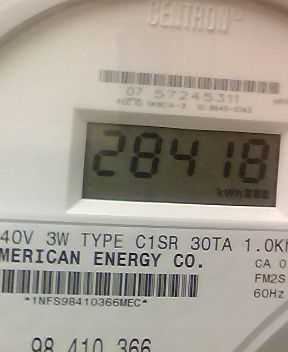 CENTRON®
07 57245311
28418
kWh
40V 3W TYPE C1SR 30TA 1.0K
MERICAN ENERGY CO.
CA 0
FM2S
60Hz
*1NFS98410366MEC*
98 410 366